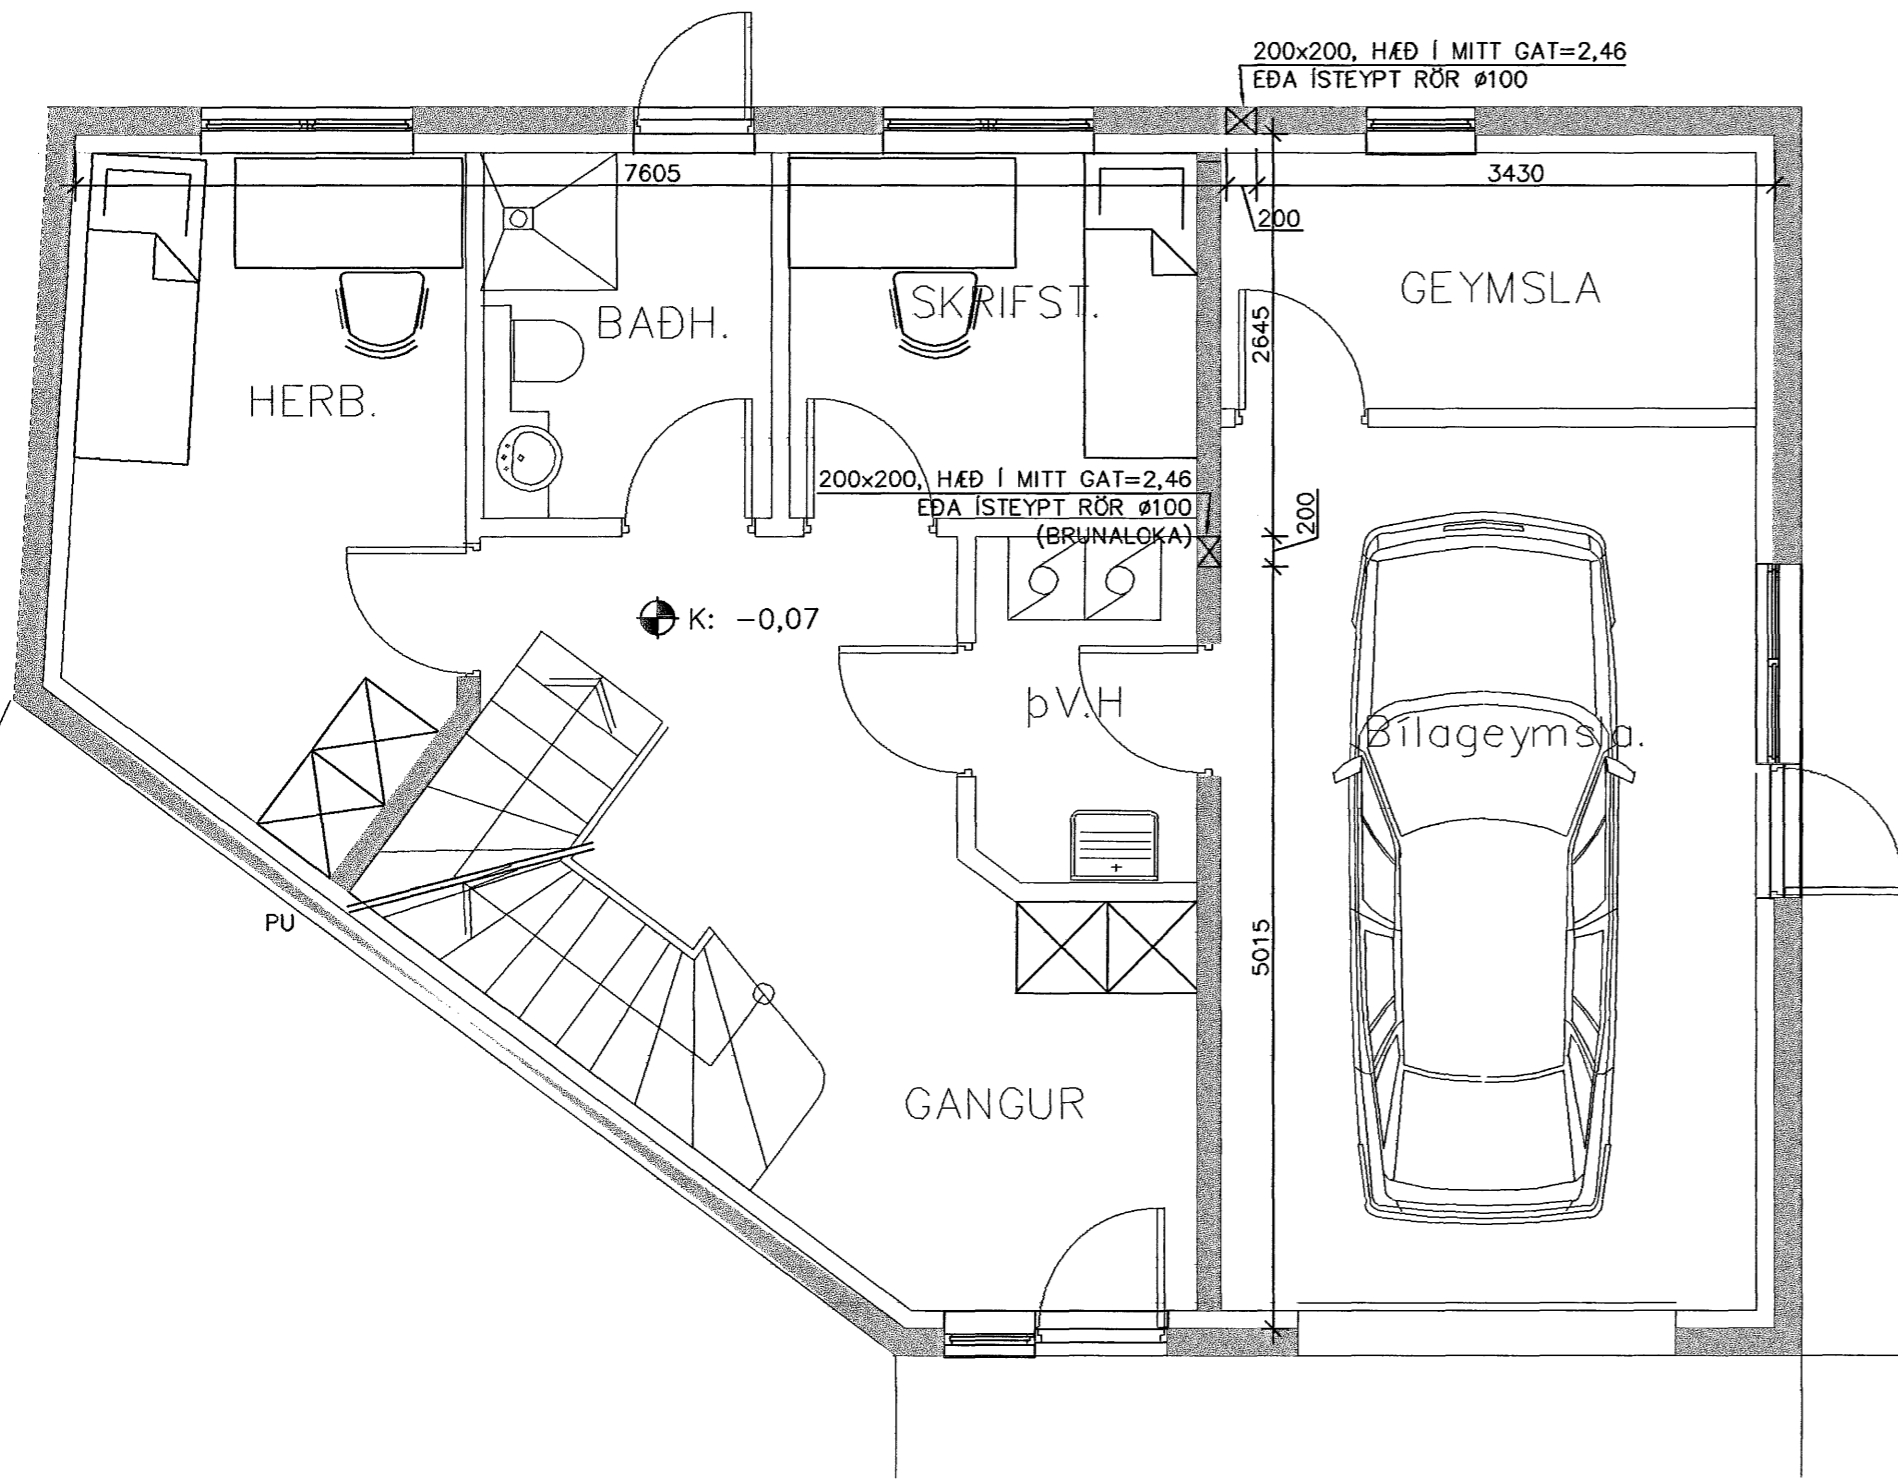 200x200, HÆÐ Í MITT GAT=2,46
EÐA ÍSTEYPT RÖR ø100
7605
3430
200
GEYMSLA
SKRIFST.
BAÐH.
2645
HERB.
200x200, HÆÐ Í MITT GAT=2,46
EÐA ÍSTEYPT RÖR ø100
(BRUNALOKA)
200
K: -0,07
þV.H
Bílageymsla.
PU
5015
GANGUR